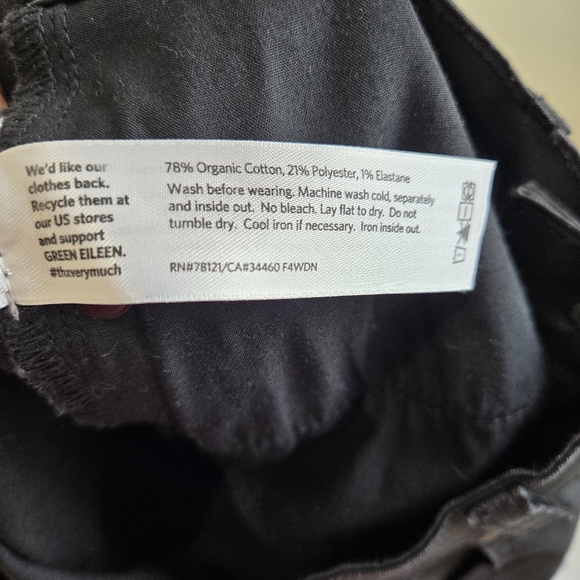 We'd like our
clothes back.
Recycle them at
our US stores
and support
GREEN EILEEN.
#thxverymuch
78% Organic Cotton, 21% Polyester, 1% Elastane
Wash before wearing. Machine wash cold, separately
and inside out. No bleach. Lay flat to dry. Do not
tumble dry. Cool iron if necessary. Iron inside out.
RN#78121/CA#34460 F4WDN